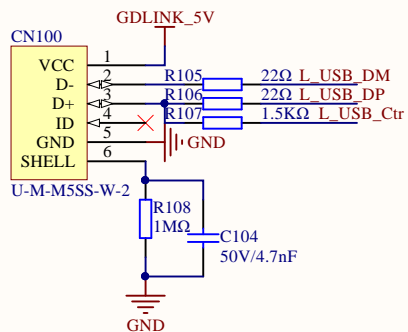 GDLINK_5V
CN100
VCC 1
D- 2 R105 22Ω L_USB_DM
D+ 3 R106 22Ω L_USB_DP
ID 4 R107 1.5KΩ L_USB_Ctr
GND 5 GND
SHELL 6
U-M-M5SS-W-2
R108
1MΩ
C104
50V/4.7nF
GND